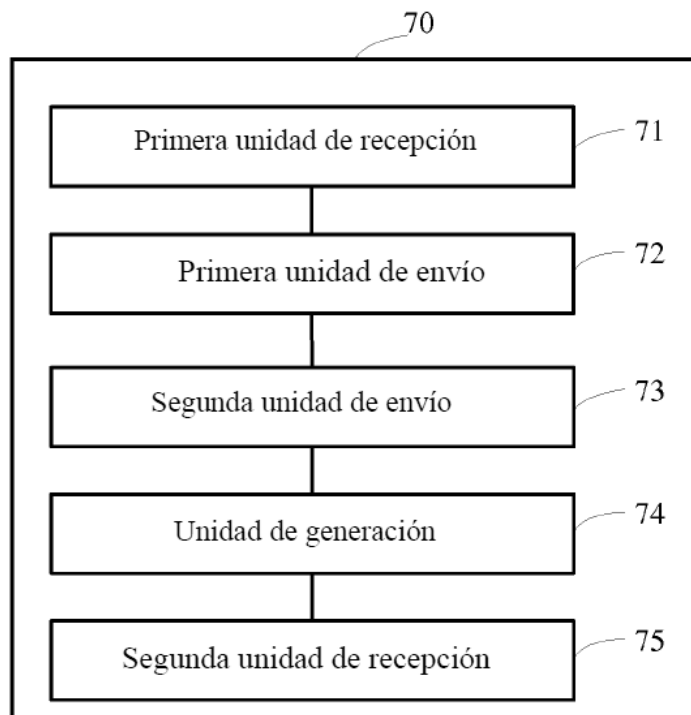 70
Primera unidad de recepción
71
Primera unidad de envío
72
Segunda unidad de envío
73
Unidad de generación
74
Segunda unidad de recepción
75